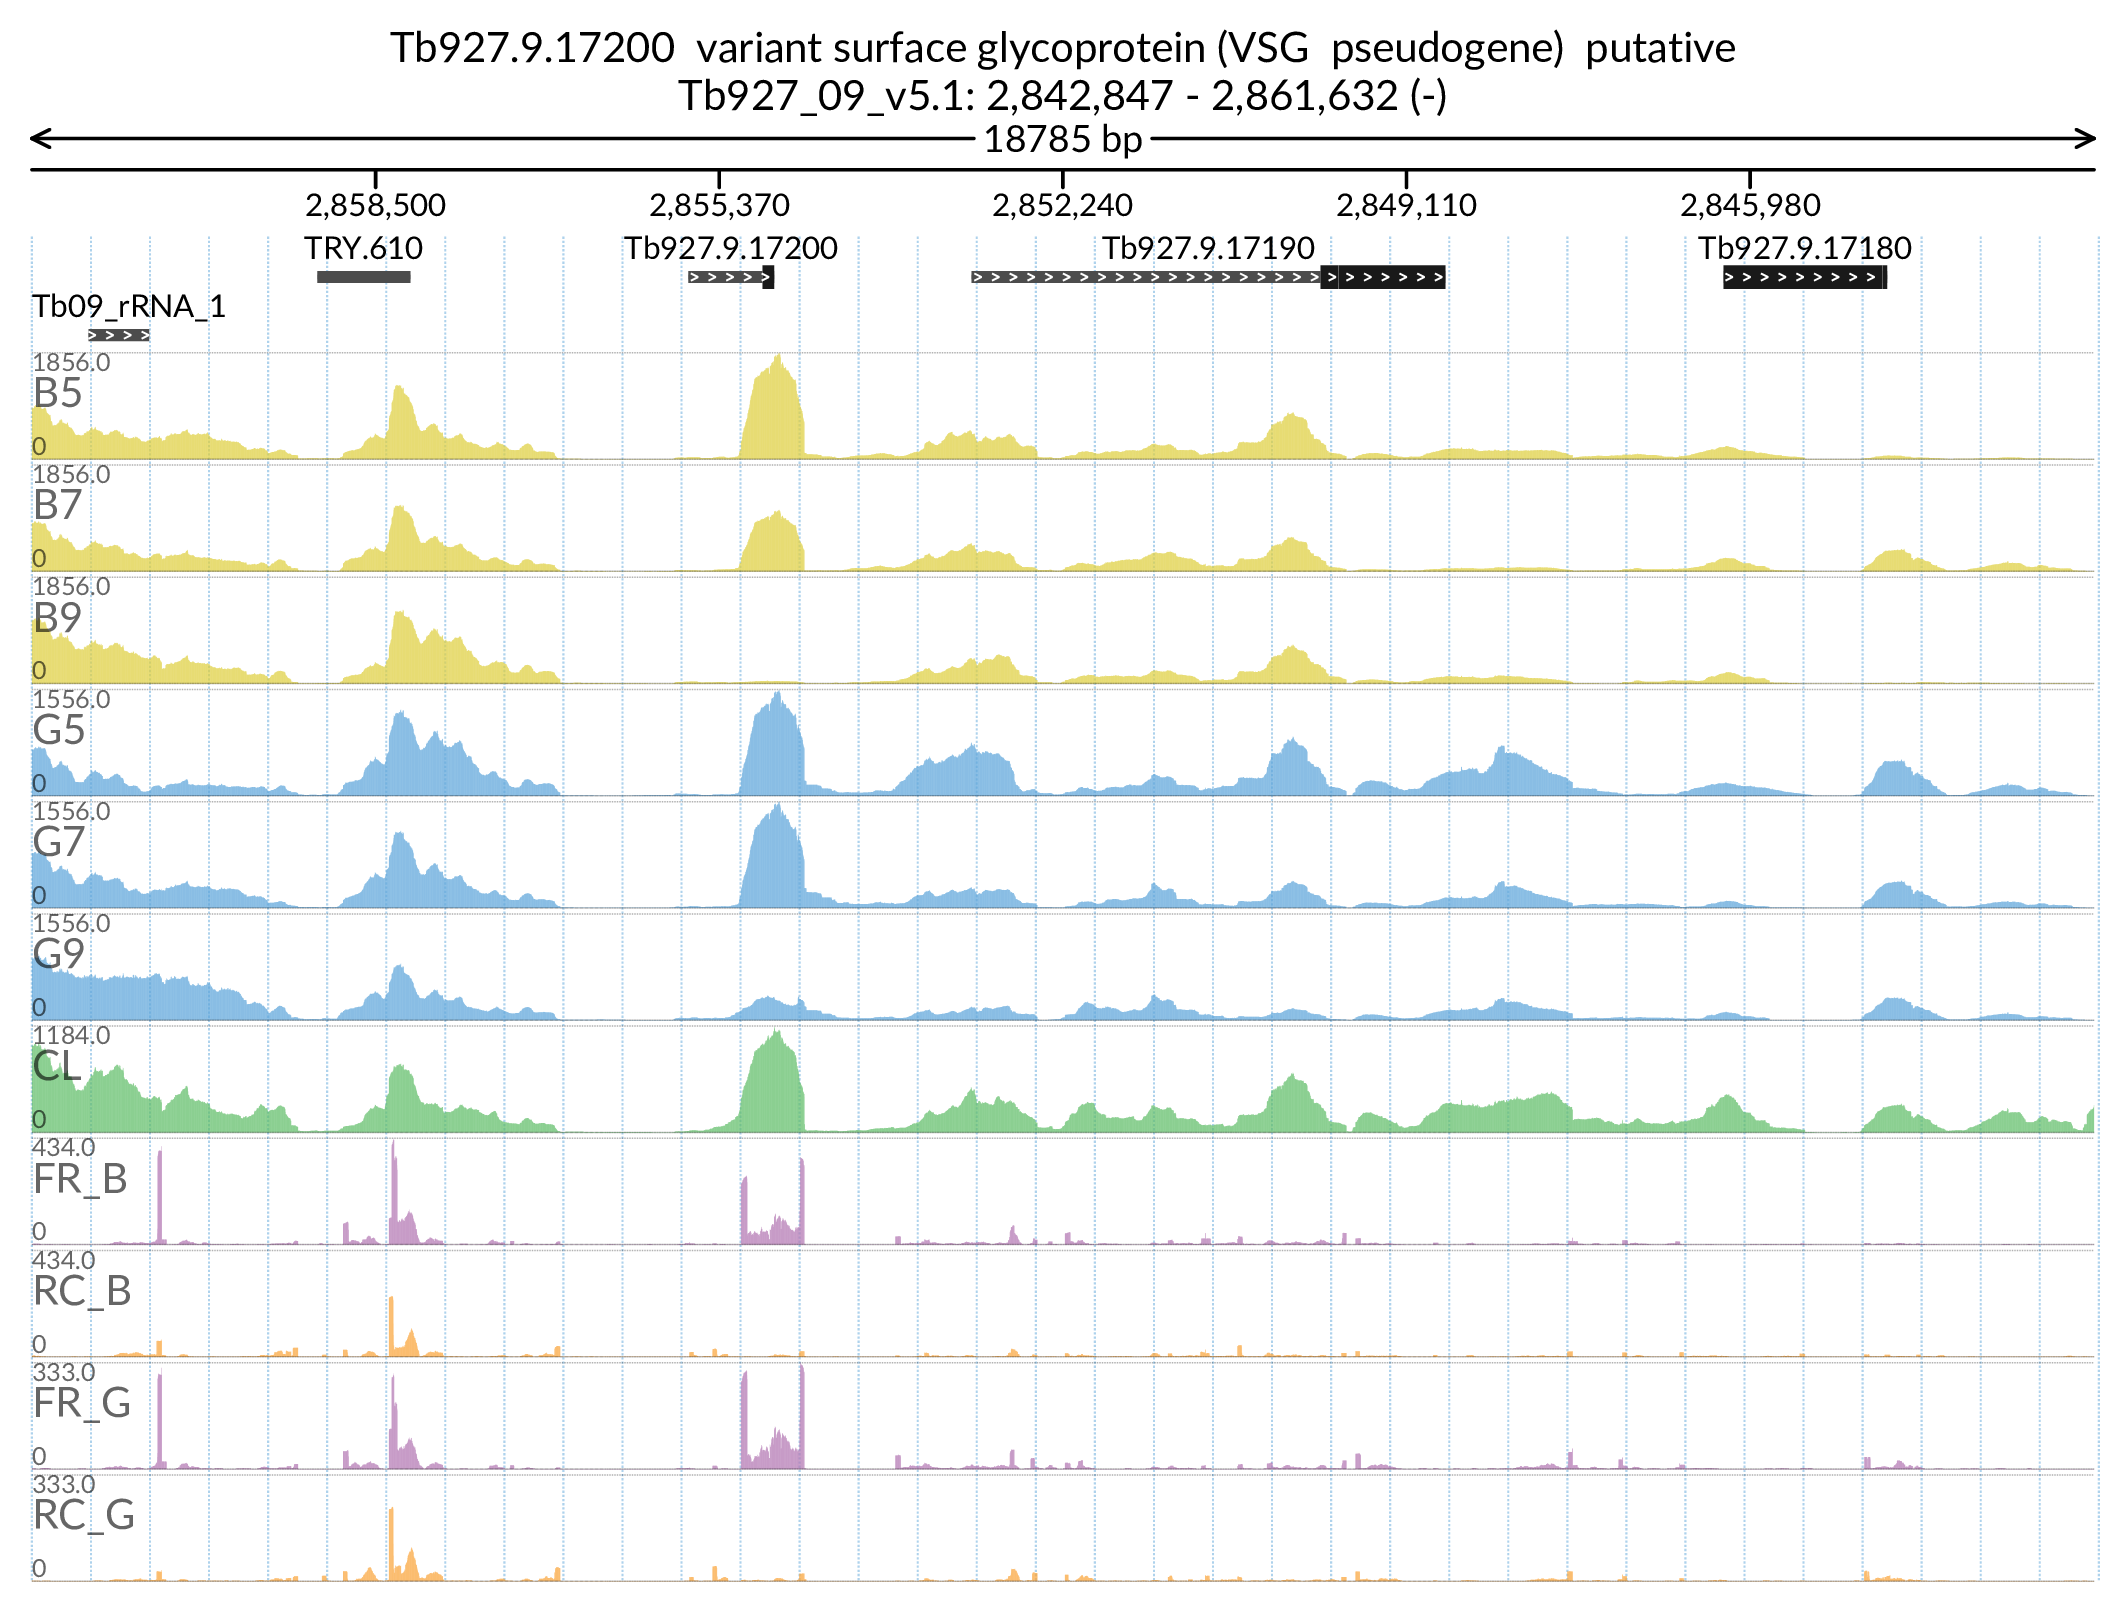 Tb927.9.17200 variant surface glycoprotein (VSG pseudogene) putative
Tb927_09_v5.1: 2,842,847 - 2,861,632 (-)
18785 bp
2,858,500 2,855,370 2,852,240 2,849,110 2,845,980
TRY.610 Tb927.9.17200 Tb927.9.17190 Tb927.9.17180
Tb09_rRNA_1
1856.0
B5
0
1856.0
B7
0
1856.0
B9
0
1556.0
G5
0
1556.0
G7
0
1556.0
G9
0
1184.0
CL
0
434.0
FR_B
0
434.0
RC_B
0
333.0
FR_G
0
333.0
RC_G
0